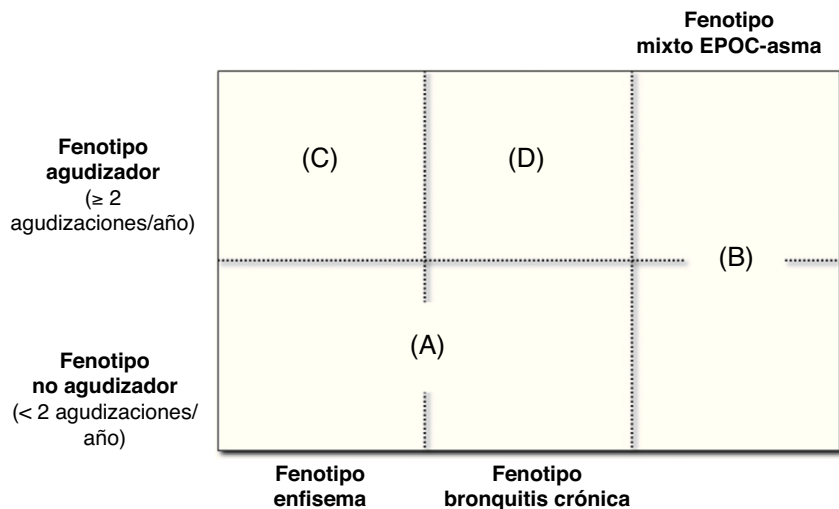 Fenotipo
mixto EPOC-asma
Fenotipo
agudizador
(≥ 2
agudizaciones/año)
(C)
(D)
(B)
Fenotipo
no agudizador
(< 2 agudizaciones/
año)
(A)
Fenotipo
enfisema
Fenotipo
bronquitis crónica